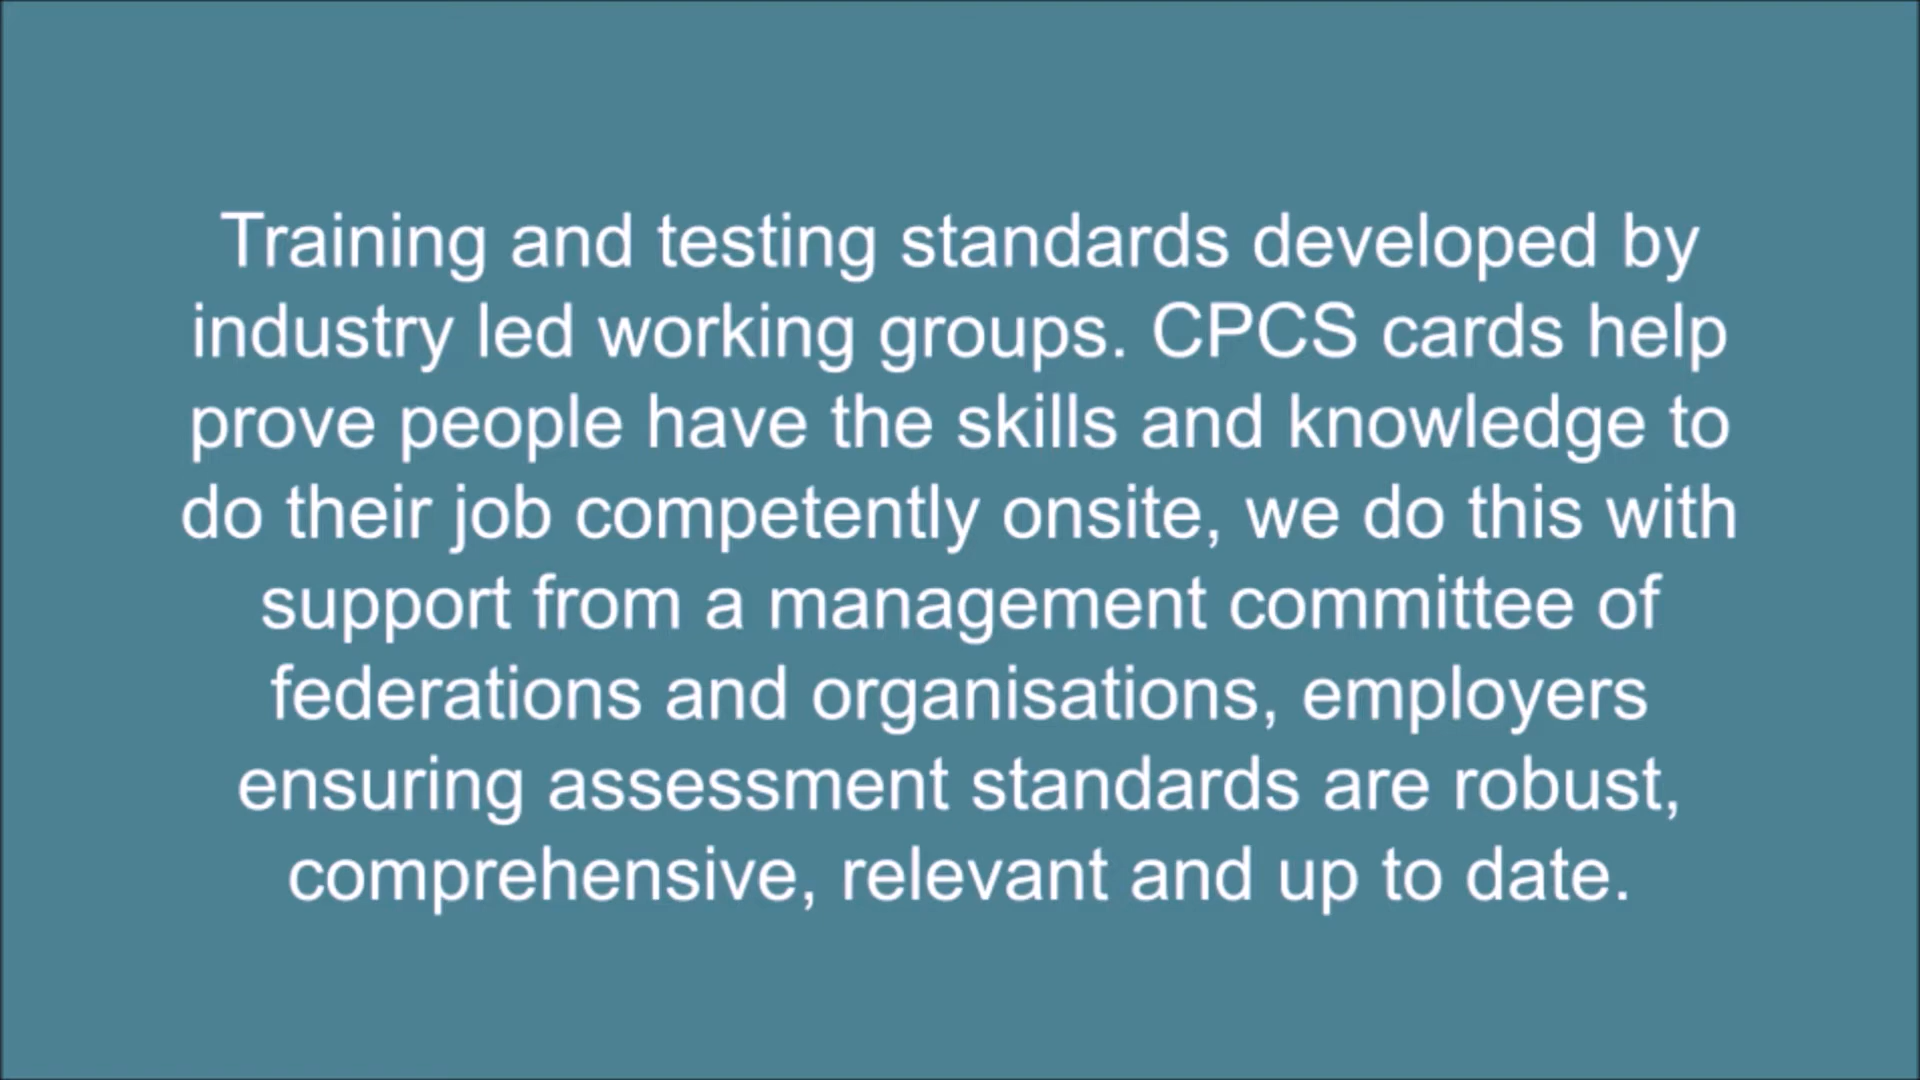 Training and testing standards developed by
industry led working groups. CPCS cards help
prove people have the skills and knowledge to
do their job competently onsite, we do this with
support from a management committee of
federations and organisations, employers
ensuring assessment standards are robust,
comprehensive, relevant and up to date.